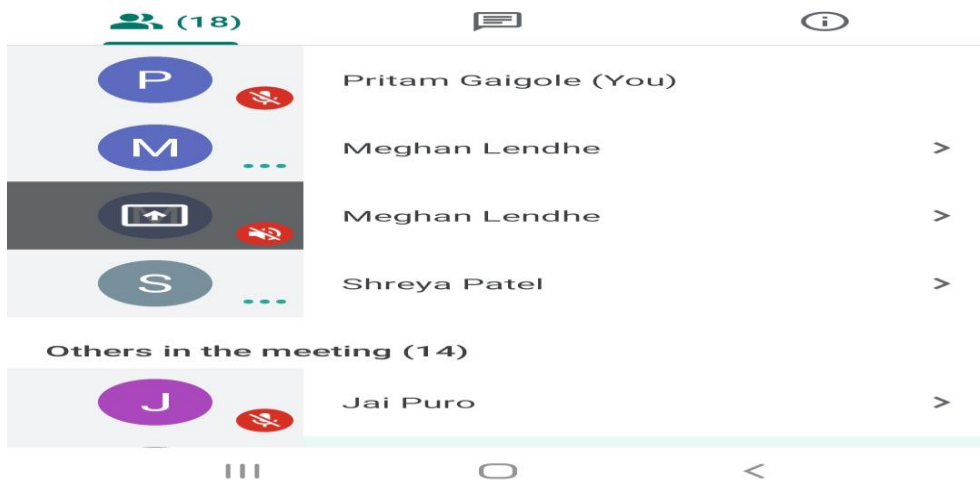 (18)
P Pritam Gaigole (You)
M Meghan Lendhe >
M Meghan Lendhe >
S Shreya Patel >
Others in the meeting (14)
J Jai Puro >